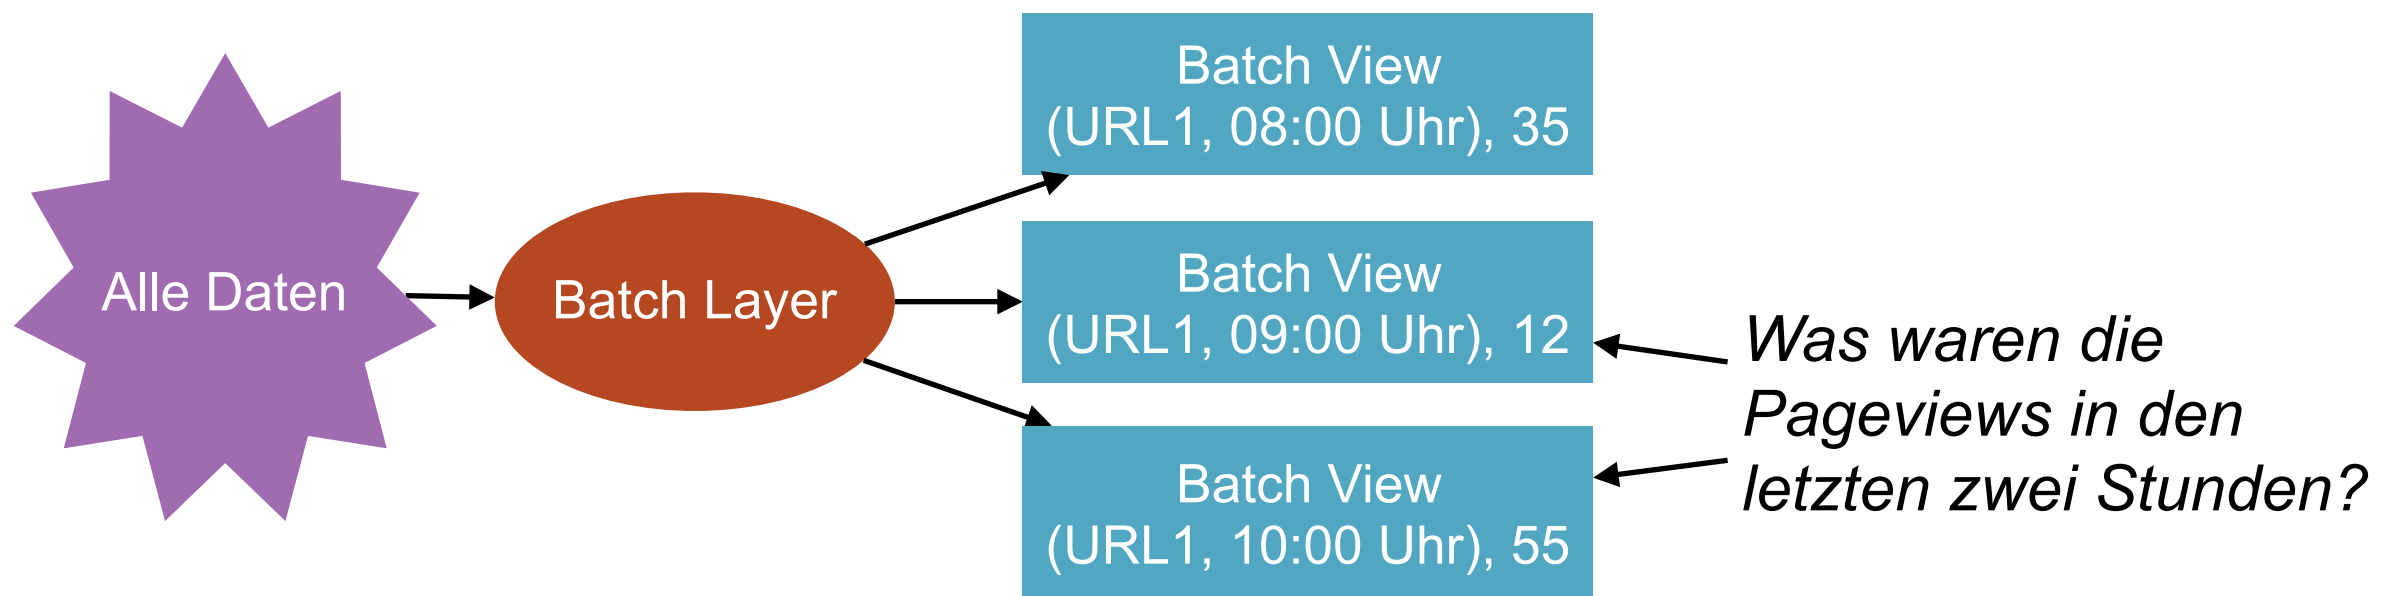 Alle Daten
Batch Layer
Batch View
(URL1, 08:00 Uhr), 35
Batch View
(URL1, 09:00 Uhr), 12
Batch View
(URL1, 10:00 Uhr), 55
Was waren die
Pageviews in den
letzten zwei Stunden?